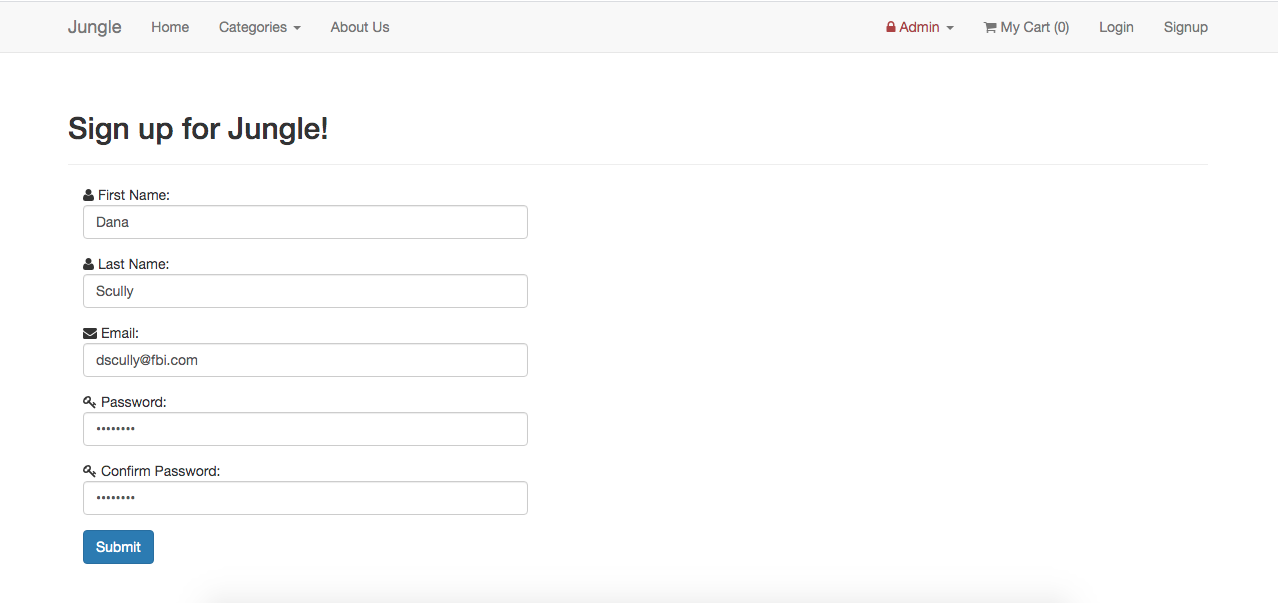 Jungle Home Categories About Us Admin My Cart (0) Login Signup
Sign up for Jungle!
First Name:
Dana
Last Name:
Scully
Email:
dscully@fbi.com
Password:
••••••••
Confirm Password:
••••••••
Submit